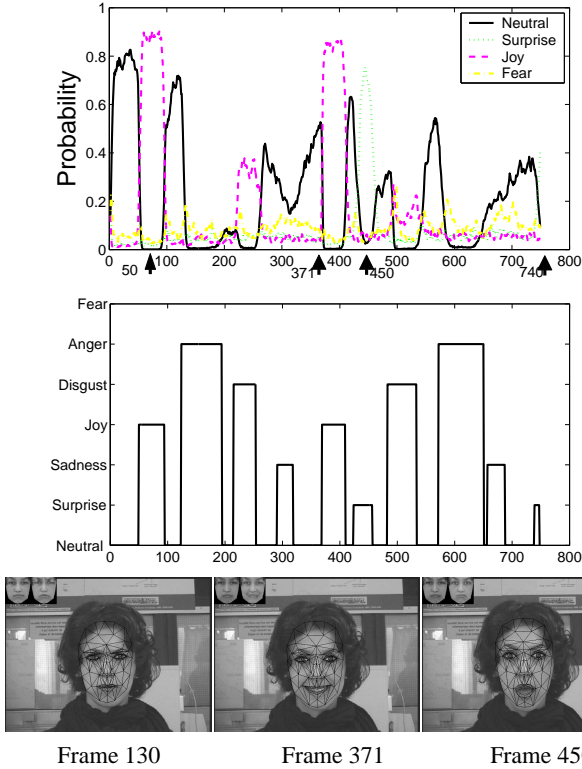 1
Neutral
Surprise
Joy
Fear
0.8
0.6
0.4
0.2
0
Probability
0 100 200 300 400 500 600 700 800
50 371 450 740
Fear
Anger
Disgust
Joy
Sadness
Surprise
Neutral
0 100 200 300 400 500 600 700 800
Frame 130 Frame 371 Frame 45